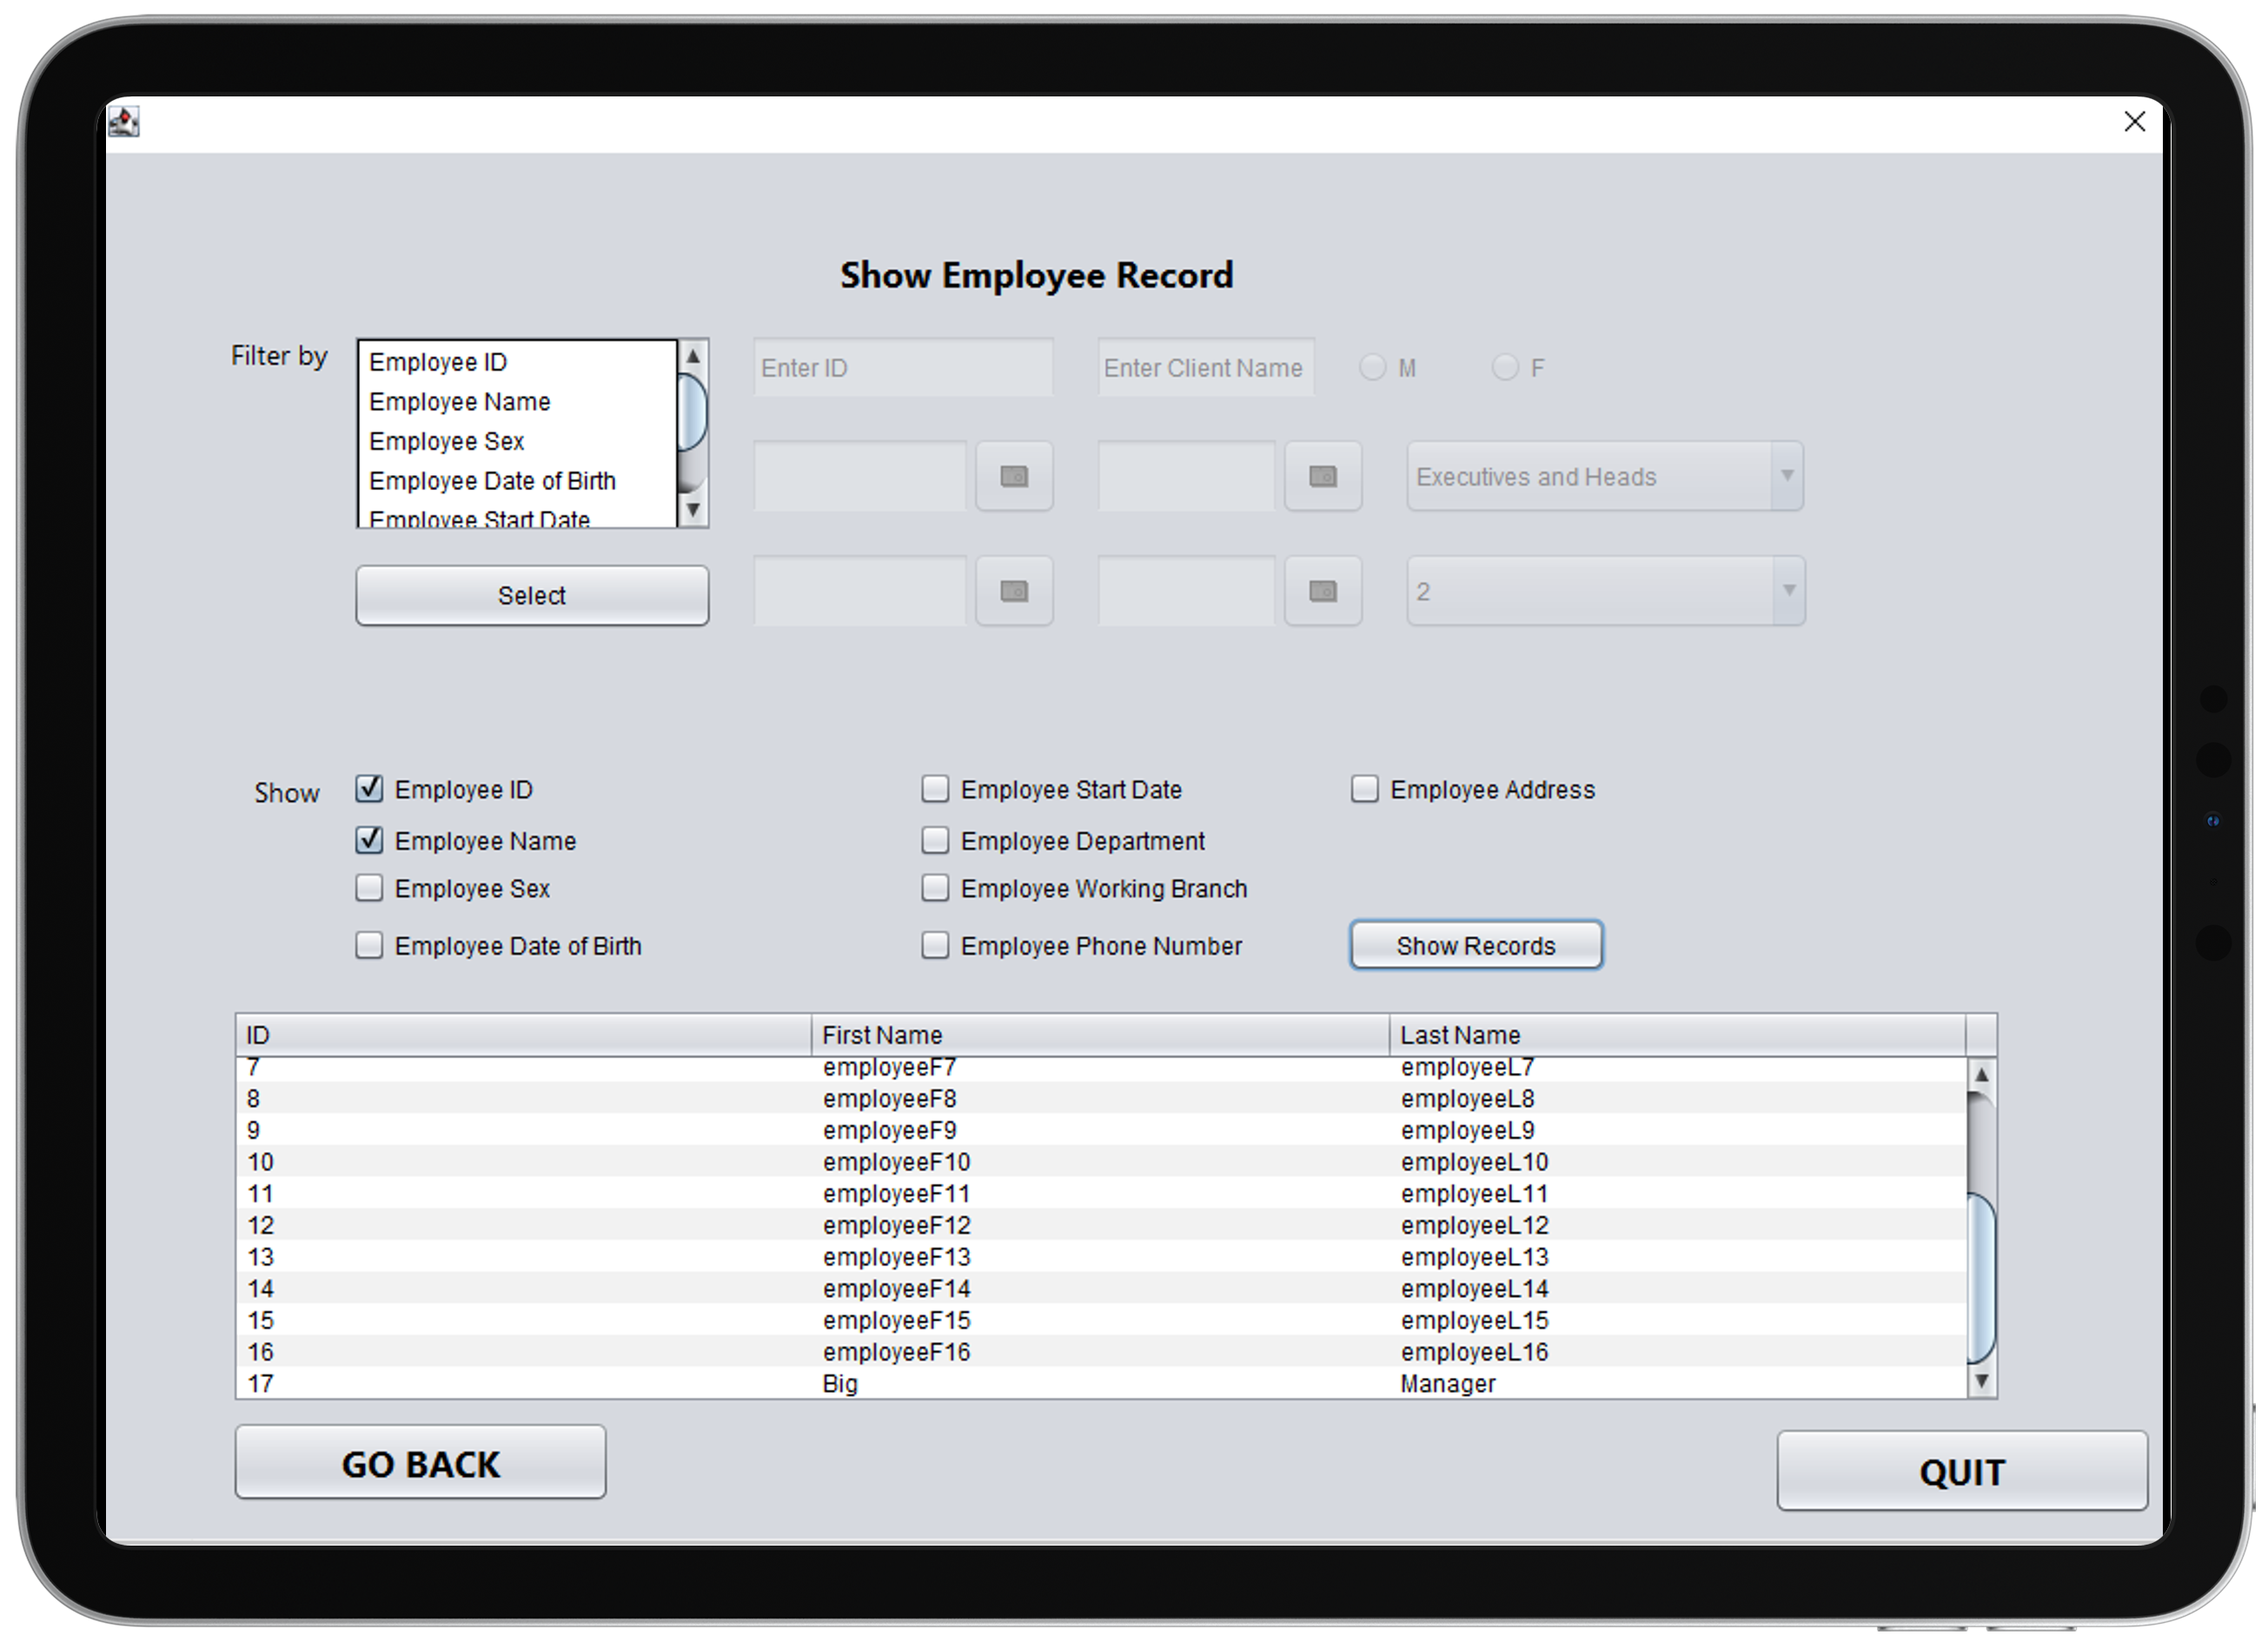 Show Employee Record
Filter by
Employee ID
Employee Name
Employee Sex
Employee Date of Birth
Employee Start Date
Enter ID
Enter Client Name
M
F
Executives and Heads
Select
2
Show
Employee ID
Employee Start Date
Employee Address
Employee Name
Employee Department
Employee Sex
Employee Working Branch
Employee Date of Birth
Employee Phone Number
Show Records
ID First Name Last Name
7 employeeF7 employeeL7
8 employeeF8 employeeL8
9 employeeF9 employeeL9
10 employeeF10 employeeL10
11 employeeF11 employeeL11
12 employeeF12 employeeL12
13 employeeF13 employeeL13
14 employeeF14 employeeL14
15 employeeF15 employeeL15
16 employeeF16 employeeL16
17 Big Manager
GO BACK
QUIT